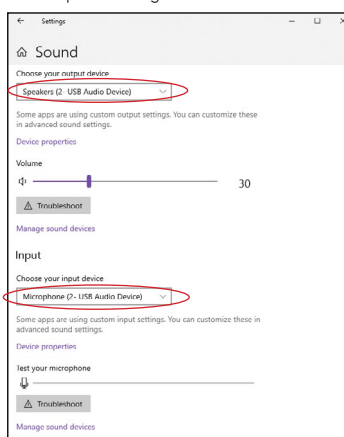 Settings
Sound
Choose your output device
Speakers (2- USB Audio Device)
Some apps are using custom output settings. You can customize these
in advanced sound settings.
Device properties
Volume
30
Troubleshoot
Manage sound devices
Input
Choose your input device
Microphone (2- USB Audio Device)
Some apps are using custom input settings. You can customize these in
advanced sound settings.
Device properties
Test your microphone
Troubleshoot
Manage sound devices